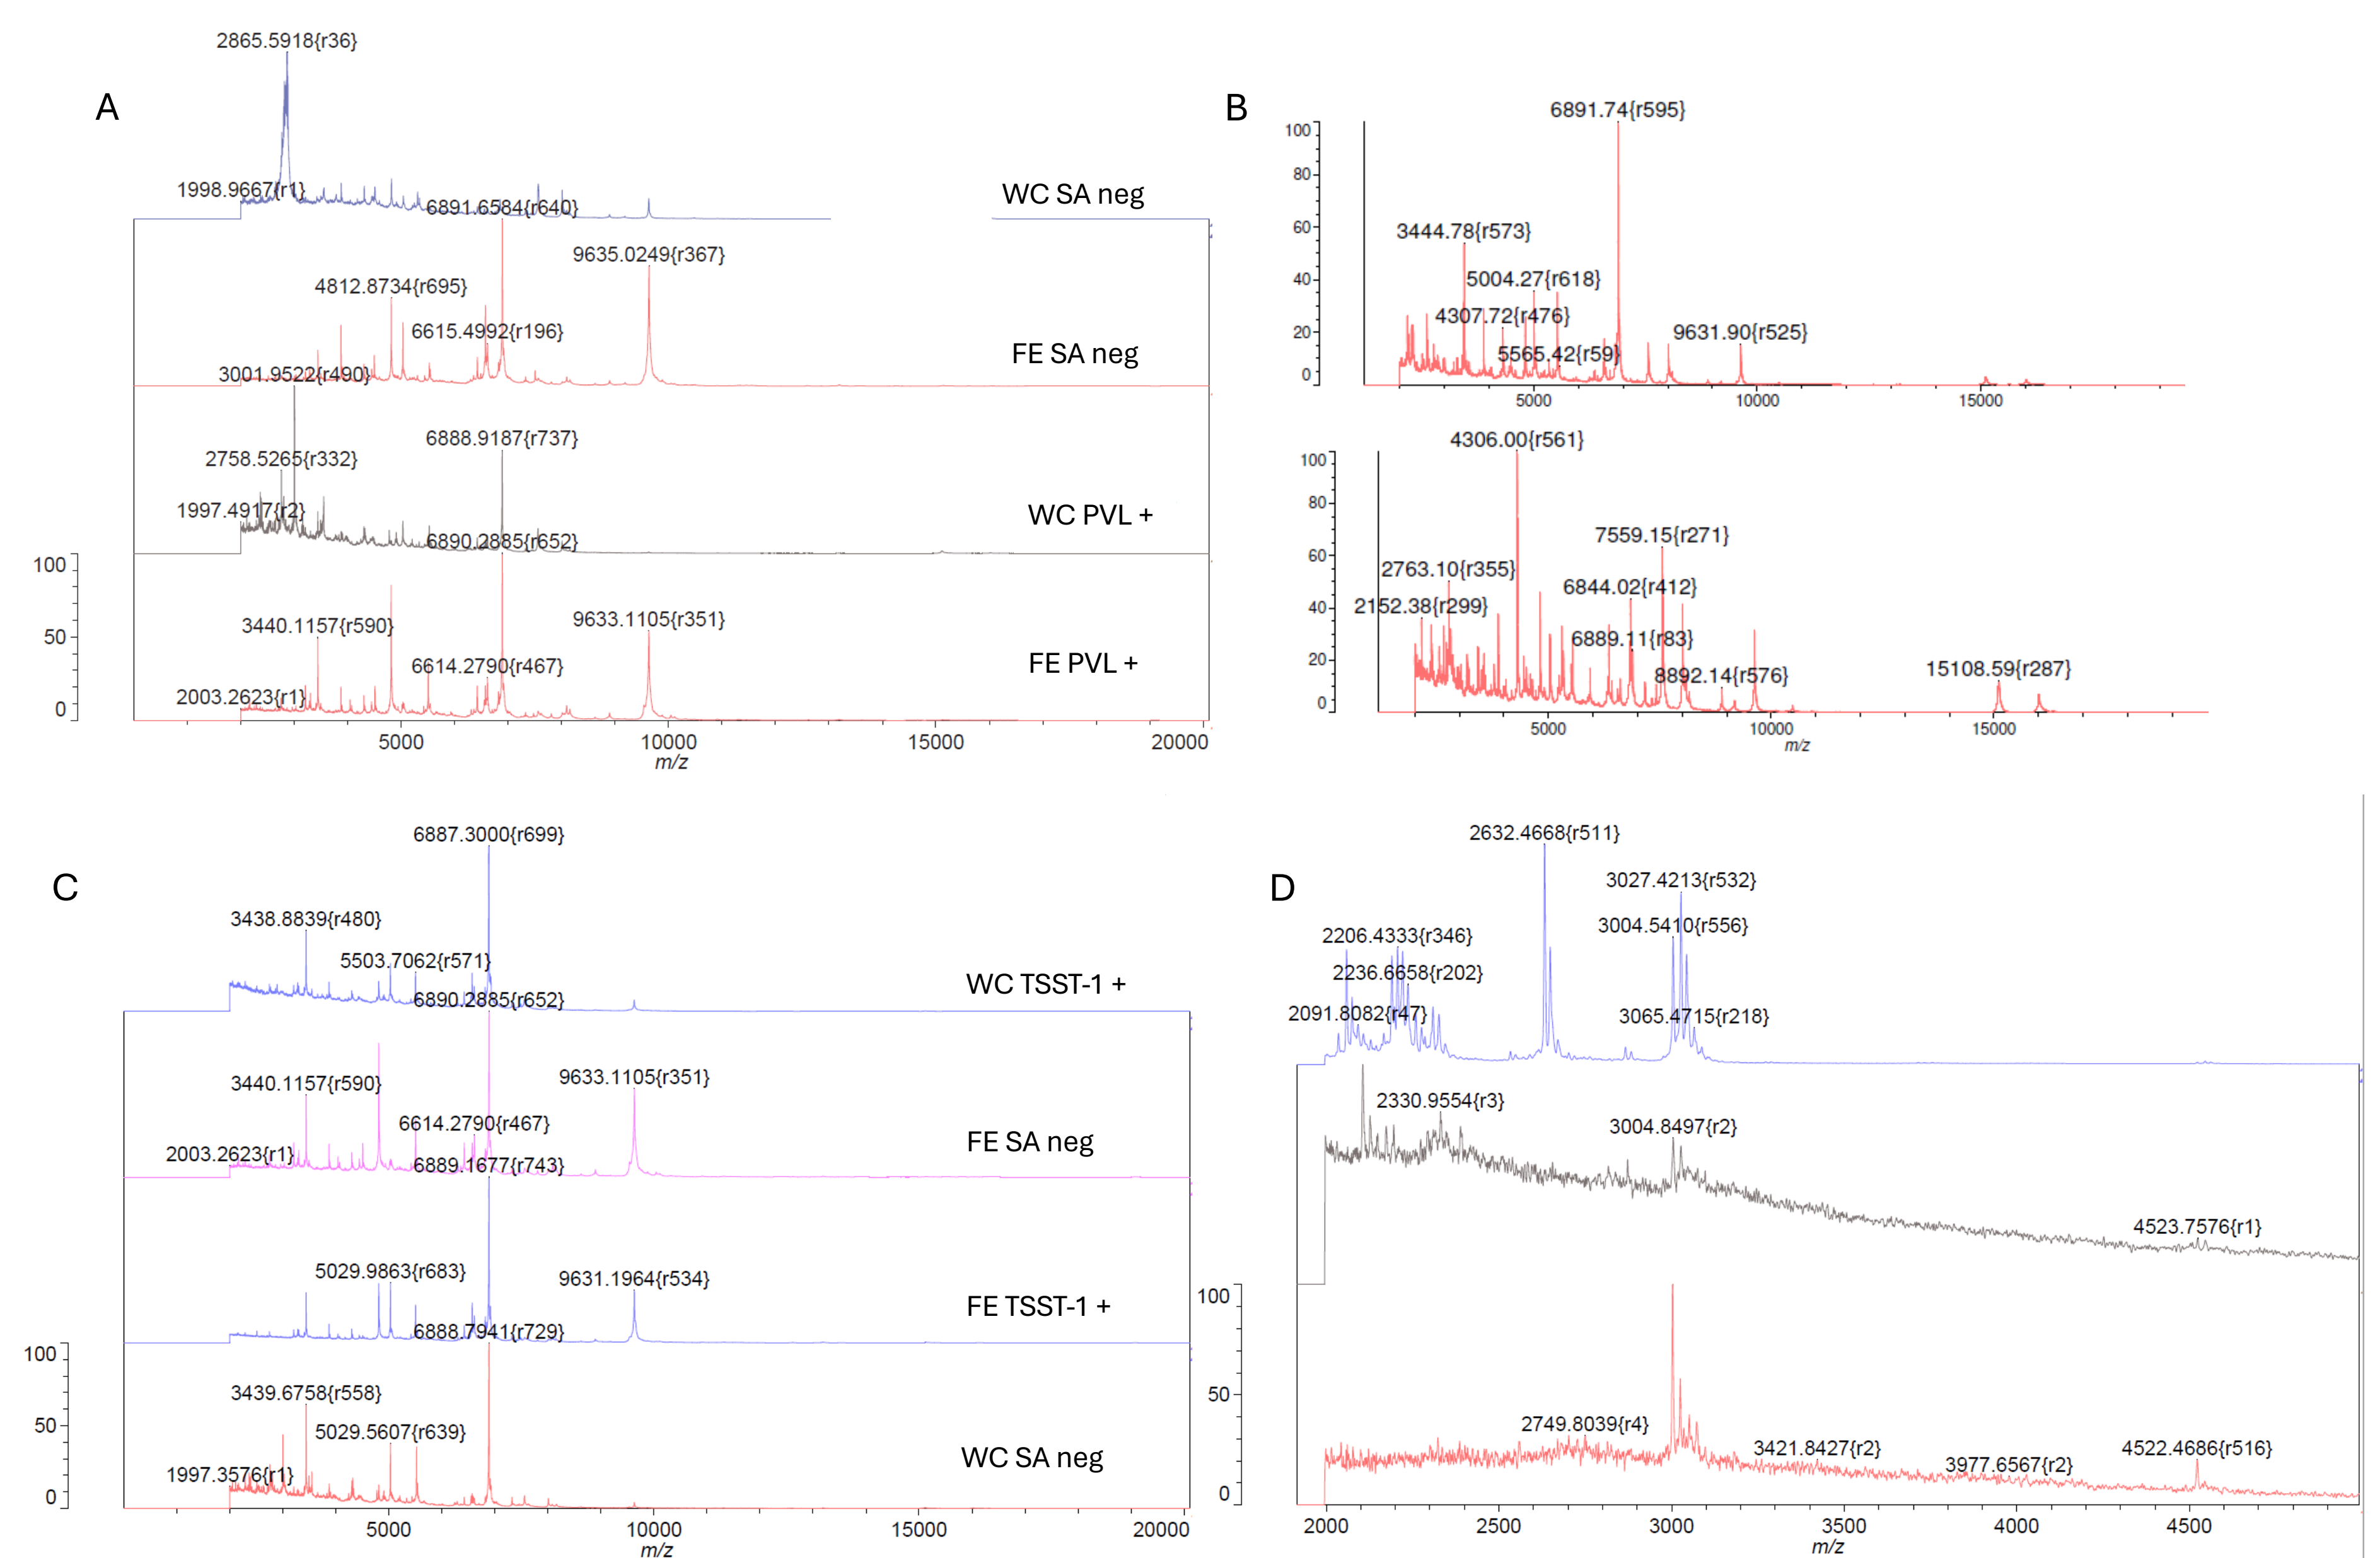 A
2865.5918{r36}
1998.9667{r1}
6891.6584{r640}
WC SA neg
9635.0249{r367}
4812.8734{r695}
6615.4992{r196}
FE SA neg
3001.9522{r490}
6888.9187{r737}
2758.5265{r332}
1997.4917{r2}
WC PVL +
6890.2885{r652}
100
50
0
9633.1105{r351}
3440.1157{r590}
6614.2790{r467}
FE PVL +
2003.2623{r1}
5000 10000 15000 20000
m/z
B
6891.74{r595}
100
80
60
40
20
0
3444.78{r573}
5004.27{r618}
4307.72{r476}
9631.90{r525}
5565.42{r59}
5000 10000 15000
4306.00{r561}
100
80
60
40
20
0
7559.15{r271}
2763.10{r355}
6844.02{r412}
2152.38{r299}
6889.11{r83}
8892.14{r576}
15108.59{r287}
5000 10000 15000
m/z
C
6887.3000{r699}
3438.8839{r480}
5503.7062{r571}
WC TSST-1 +
6890.2885{r652}
9633.1105{r351}
3440.1157{r590}
6614.2790{r467}
FE SA neg
2003.2623{r1}
6889.1677{r743}
5029.9863{r683}
9631.1964{r534}
FE TSST-1 +
6888.7941{r729}
100
50
0
3439.6758{r558}
5029.5607{r639}
WC SA neg
1997.3576{r1}
5000 10000 15000 20000
m/z
D
2632.4668{r511}
3027.4213{r532}
3004.5410{r556}
2206.4333{r346}
2236.6658{r202}
2091.8082{r47}
3065.4715{r218}
2330.9554{r3}
3004.8497{r2}
4523.7576{r1}
100
50
0
2749.8039{r4}
3421.8427{r2}
4522.4686{r516}
3977.6567{r2}
2000 2500 3000 3500 4000 4500
m/z